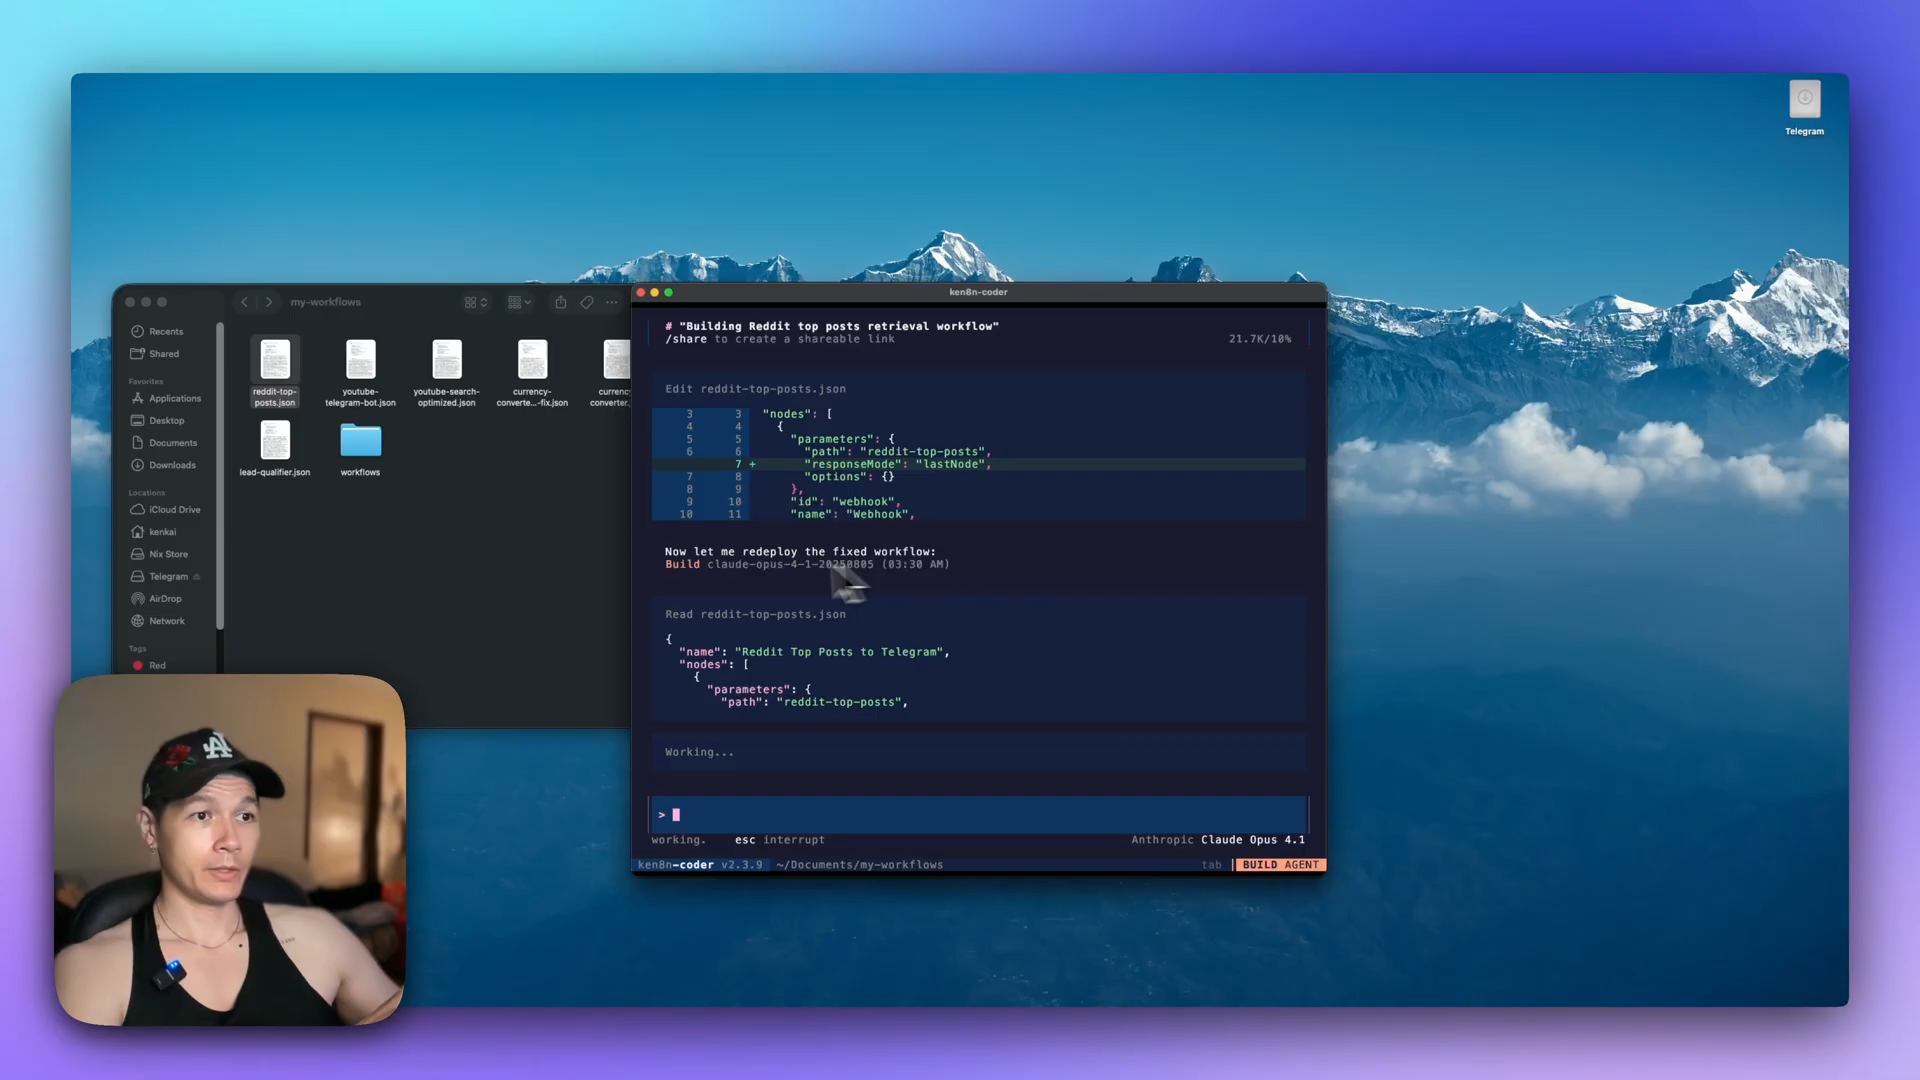 Telegram
my-workflows
Recents
Shared
Favorites
Applications
Desktop
Documents
Downloads
Locations
iCloud Drive
kenkai
Nix Store
Telegram
AirDrop
Network
Tags
Red
reddit-top-
posts.json
youtube-
telegram-bot.json
youtube-search-
optimized.json
currency-
converte...-fix.json
lead-qualifier.json
workflows
ken8n-coder
# "Building Reddit top posts retrieval workflow"
/share to create a shareable link 21.7K/10%
Edit reddit-top-posts.json
3 3 "nodes": [
4 4 {
5 5 "parameters": {
6 6 "path": "reddit-top-posts",
7 + "responseMode": "lastNode",
7 8 "options": {}
8 9 },
9 10 "id": "webhook",
10 11 "name": "Webhook",
Now let me redeploy the fixed workflow:
Build claude-opus-4-1-20250805 (03:30 AM)
Read reddit-top-posts.json
{
"name": "Reddit Top Posts to Telegram",
"nodes": [
{
"parameters": {
"path": "reddit-top-posts",
Working...
>
working. esc interrupt Anthropic Claude Opus 4.1
ken8n-coder v2.3.9 ~/Documents/my-workflows tab BUILD AGENT
LA